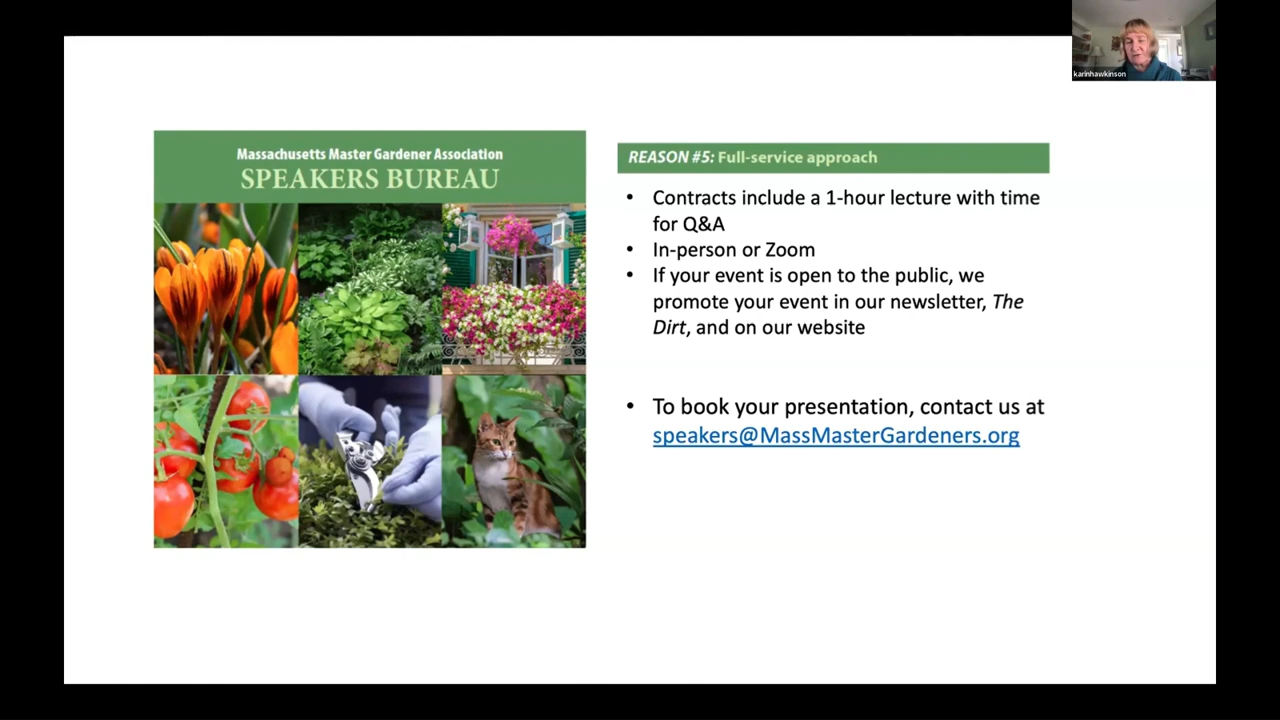 karinhawkinson
Massachusetts Master Gardener Association
SPEAKERS BUREAU
REASON #5: Full-service approach
• Contracts include a 1-hour lecture with time
for Q&A
• In-person or Zoom
• If your event is open to the public, we
promote your event in our newsletter, The
Dirt, and on our website
• To book your presentation, contact us at
speakers@MassMasterGardeners.org